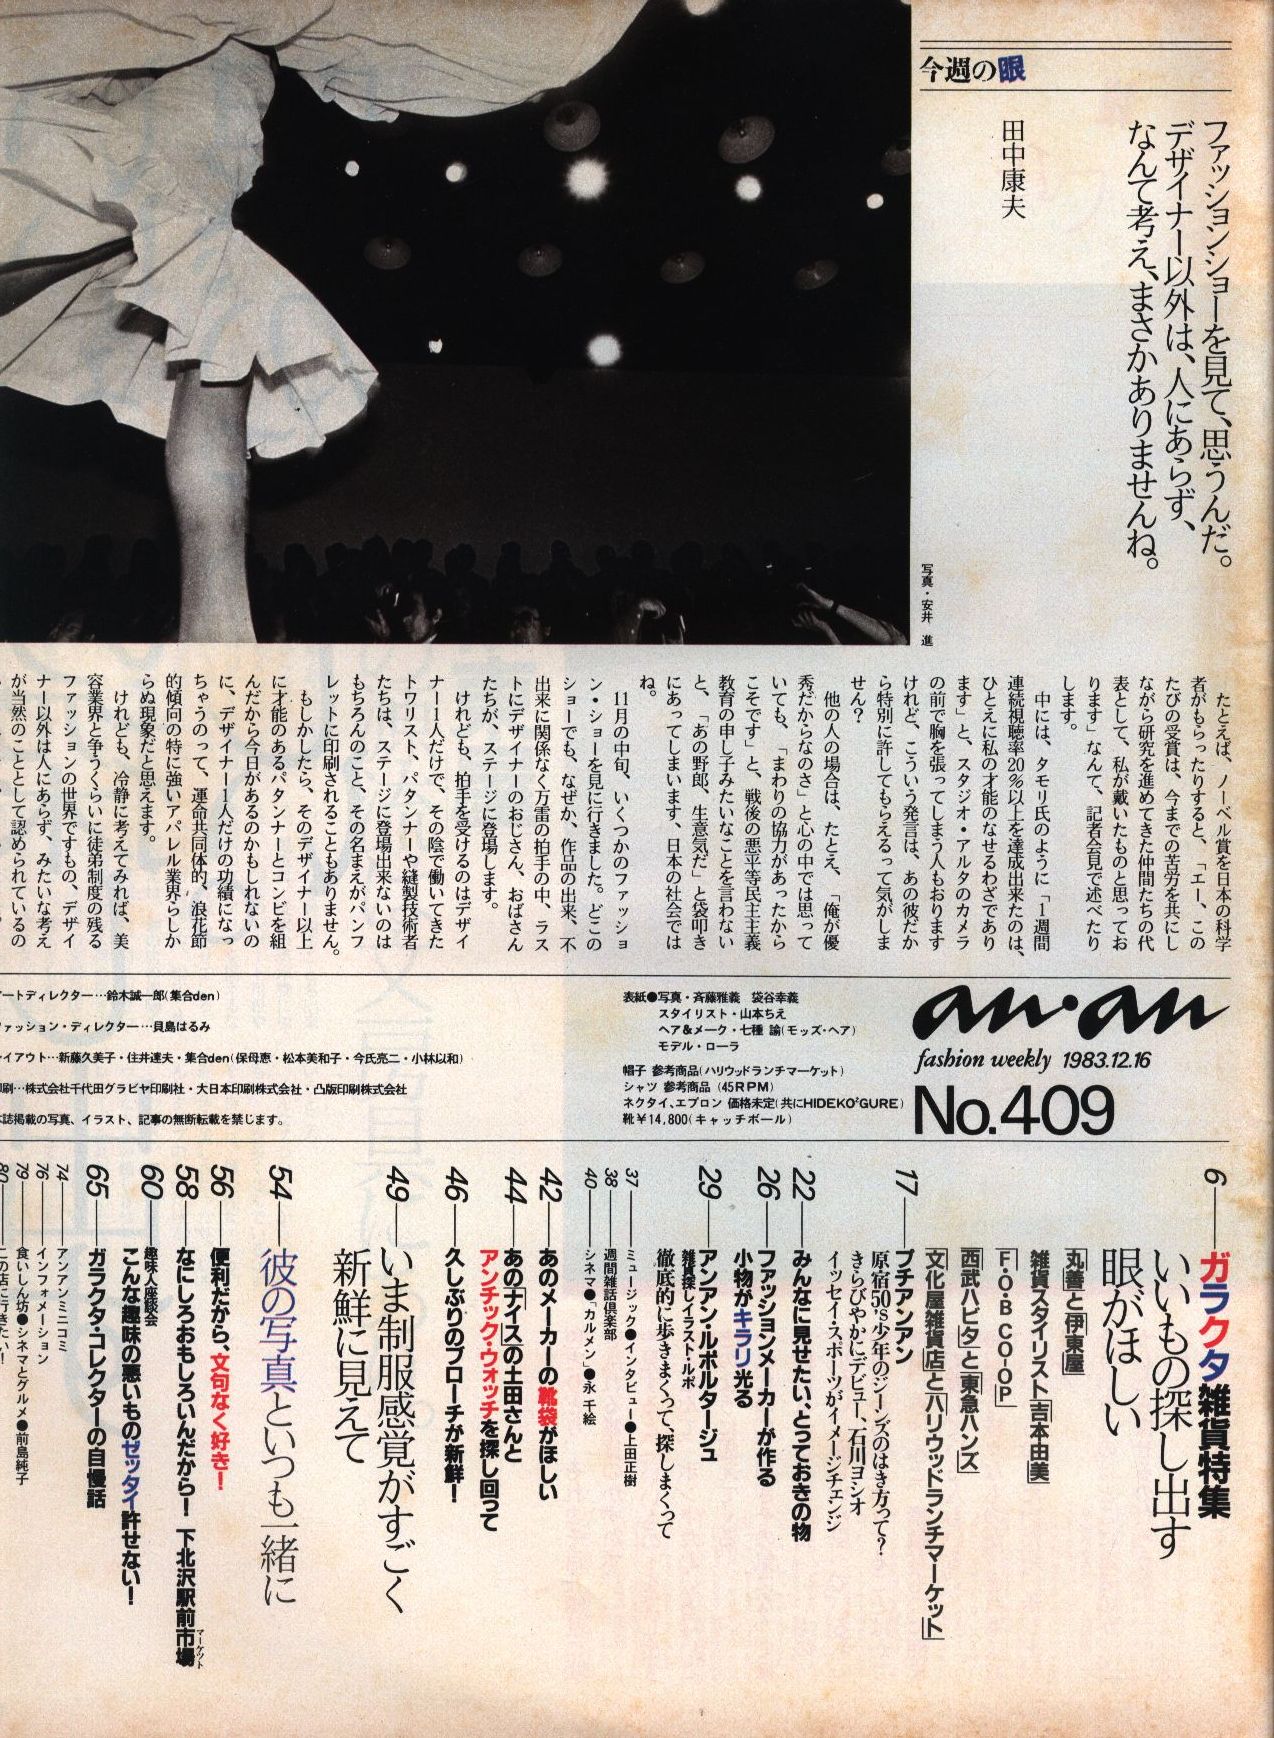 今週の眼
ファッションショーを見て、思うんだ。
デザイナー以外は、人にあらず、
なんて考え、まさかありませんね。
田中康夫
写真・安井 進
たとえば、ノーベル賞を日本の科学
者がもらったりすると、「エー、この
たびの受賞は、今までの苦労を共にし
ながら研究を進めてきた仲間たちの代
表として、私が戴いたものと思ってお
ります」なんて、記者会見で述べたり
します。
中には、タモリ氏のように「1週間
連続視聴率20%以上を達成出来たのは、
ひとえに私の才能のなせるわざであり
ます」と、スタジオ・アルタのカメラ
の前で胸を張ってしまう人もおります
けれど、こういう発言は、あの彼だか
ら特別に許してもらえるって気がしま
せん?
他の人の場合は、たとえ、「俺が優
秀だからなのさ」と心の中では思って
いても、「まわりの協力があったから
こそです」と、戦後の悪平等民主主義
教育の申し子みたいなことを言わない
と、「あの野郎、生意気だ」と袋叩き
にあってしまいます、日本の社会では
ね。
11月の中旬、いくつかのファッショ
ン・ショーを見に行きました。どこの
ショーでも、なぜか、作品の出来、不
出来に関係なく万雷の拍手の中、ラス
トにデザイナーのおじさん、おばさん
たちが、ステージに登場します。
けれども、拍手を受けるのはデザイ
ナー1人だけで、その陰で働いてきた
トワリスト、パタンナーや縫製技術者
たちは、ステージに登場出来ないのは
もちろんのこと、その名まえがパンフ
レットに印刷されることもありません。
もしかしたら、そのデザイナー以上
に才能のあるパタンナーとコンビを組
んだから今日があるのかもしれないの
に、デザイナー1人だけの功績になっ
ちゃうのって、運命共同体的、浪花節
的傾向の特に強いアパレル業界らしか
らぬ現象だと思えます。
けれども、冷静に考えてみれば、美
容業界と争うくらいに徒弟制度の残る
ファッションの世界ですもの、デザイ
ナー以外は人にあらず、みたいな考え
が当然のこととして認められているの
an・an
fashion weekly 1983.12.16
No.409
表紙●写真・斉藤雅義 袋谷幸義
スタイリスト・山本ちえ
ヘア&メーク・七種 諭(モッズ・ヘア)
モデル・ローラ
帽子 参考商品(ハリウッドランチマーケット)
シャツ 参考商品(45RPM)
ネクタイ、エプロン 価格未定(共にHIDEKO'GURE)
靴¥14,800(キャッチボール)
ートディレクター…鈴木誠一郎(集合den)
ァッション・ディレクター…貝島はるみ
イアウト…新藤久美子・住井達夫・集合den(保母恵・松本美和子・今氏亮二・小林以和)
印刷…株式会社千代田グラビヤ印刷社・大日本印刷株式会社・凸版印刷株式会社
誌掲載の写真、イラスト、記事の無断転載を禁じます。
6 ガラクタ雑貨特集
いいもの探し出す
眼がほしい
丸善と伊東屋
雑貨スタイリスト吉本由美
F・O・B CO-OP
西武ハビタと東急ハンズ
文化屋雑貨店とハリウッドランチマーケット
17 プチアンアン
原宿50'S少年のジーンズのはき方って?
きらびやかにデビュー、石川ヨシオ
イッセイ・スポーツがイメージチェンジ
22 みんなに見せたい、とっておきの物
26 ファッションメーカーが作る
小物がキラリ光る
29 アンアン・ルポルタージュ
雑貨探しイラスト・ルポ
徹底的に歩きまくって、探しまくって
37 ミュージック●インタビュー●上田正樹
38 週間雑話倶楽部
40 シネマ●「カルメン」●永 千絵
42 あのメーカーの靴袋がほしい
44 あの「ナイス」の土田さんと
アンチック・ウォッチを探し回って
46 久しぶりのブローチが新鮮!
49 いま制服感覚がすごく
新鮮に見えて
54 彼の写真といつも一緒に
56 便利だから、文句なく好き!
58 なにしろおもしろいんだから! 下北沢駅前市場
マーケット
60 趣味人座談会
こんな趣味の悪いものゼッタイ許せない!
65 ガラクタ・コレクターの自慢話
74 アンアンミニコミ
76 インフォメーション
79 食いしん坊●シネマとグルメ●前島純子
80 この店に行きたい!